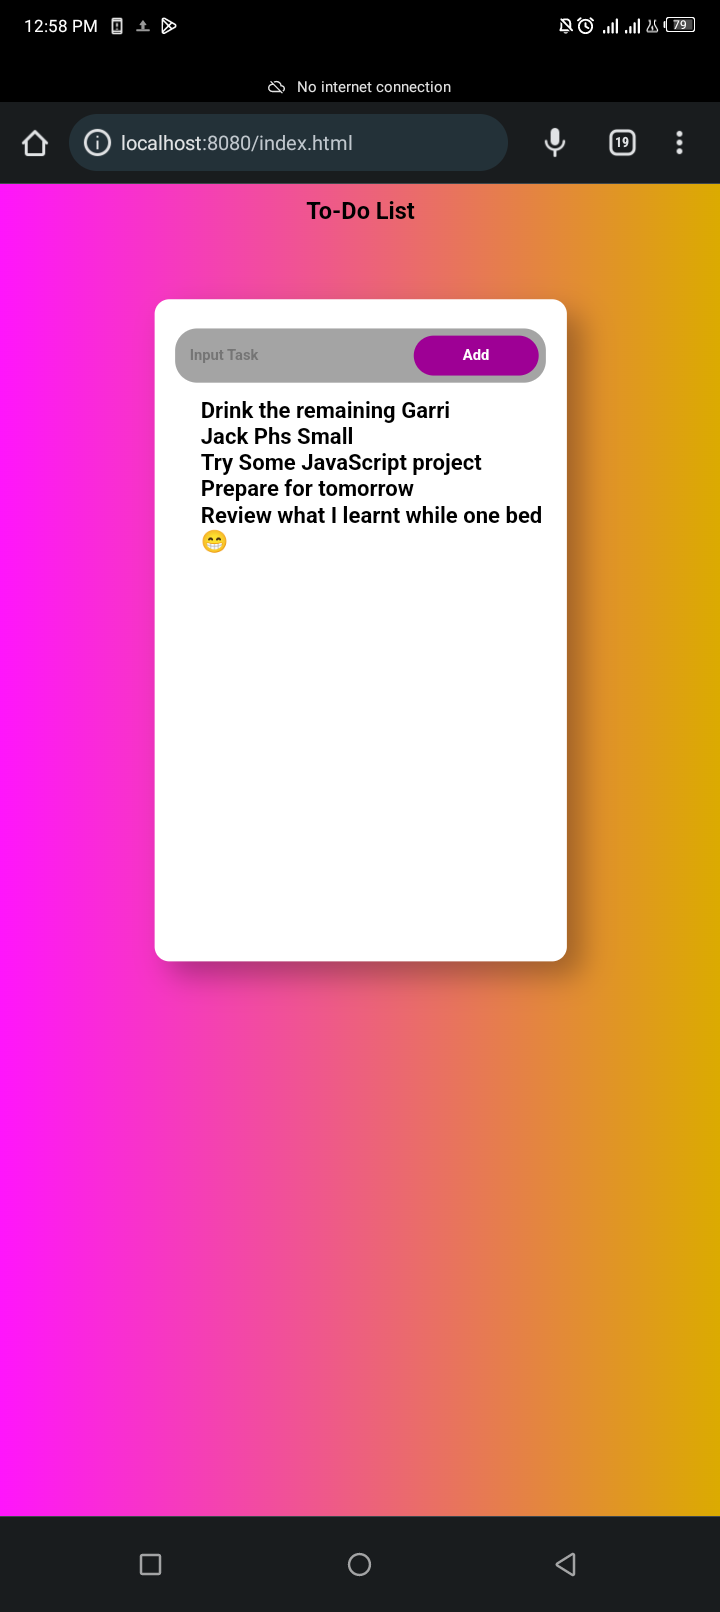 12:58 PM
79
No internet connection
localhost:8080/index.html
19
To-Do List
Input Task
Add
Drink the remaining Garri
Jack Phs Small
Try Some JavaScript project
Prepare for tomorrow
Review what I learnt while one bed
😁